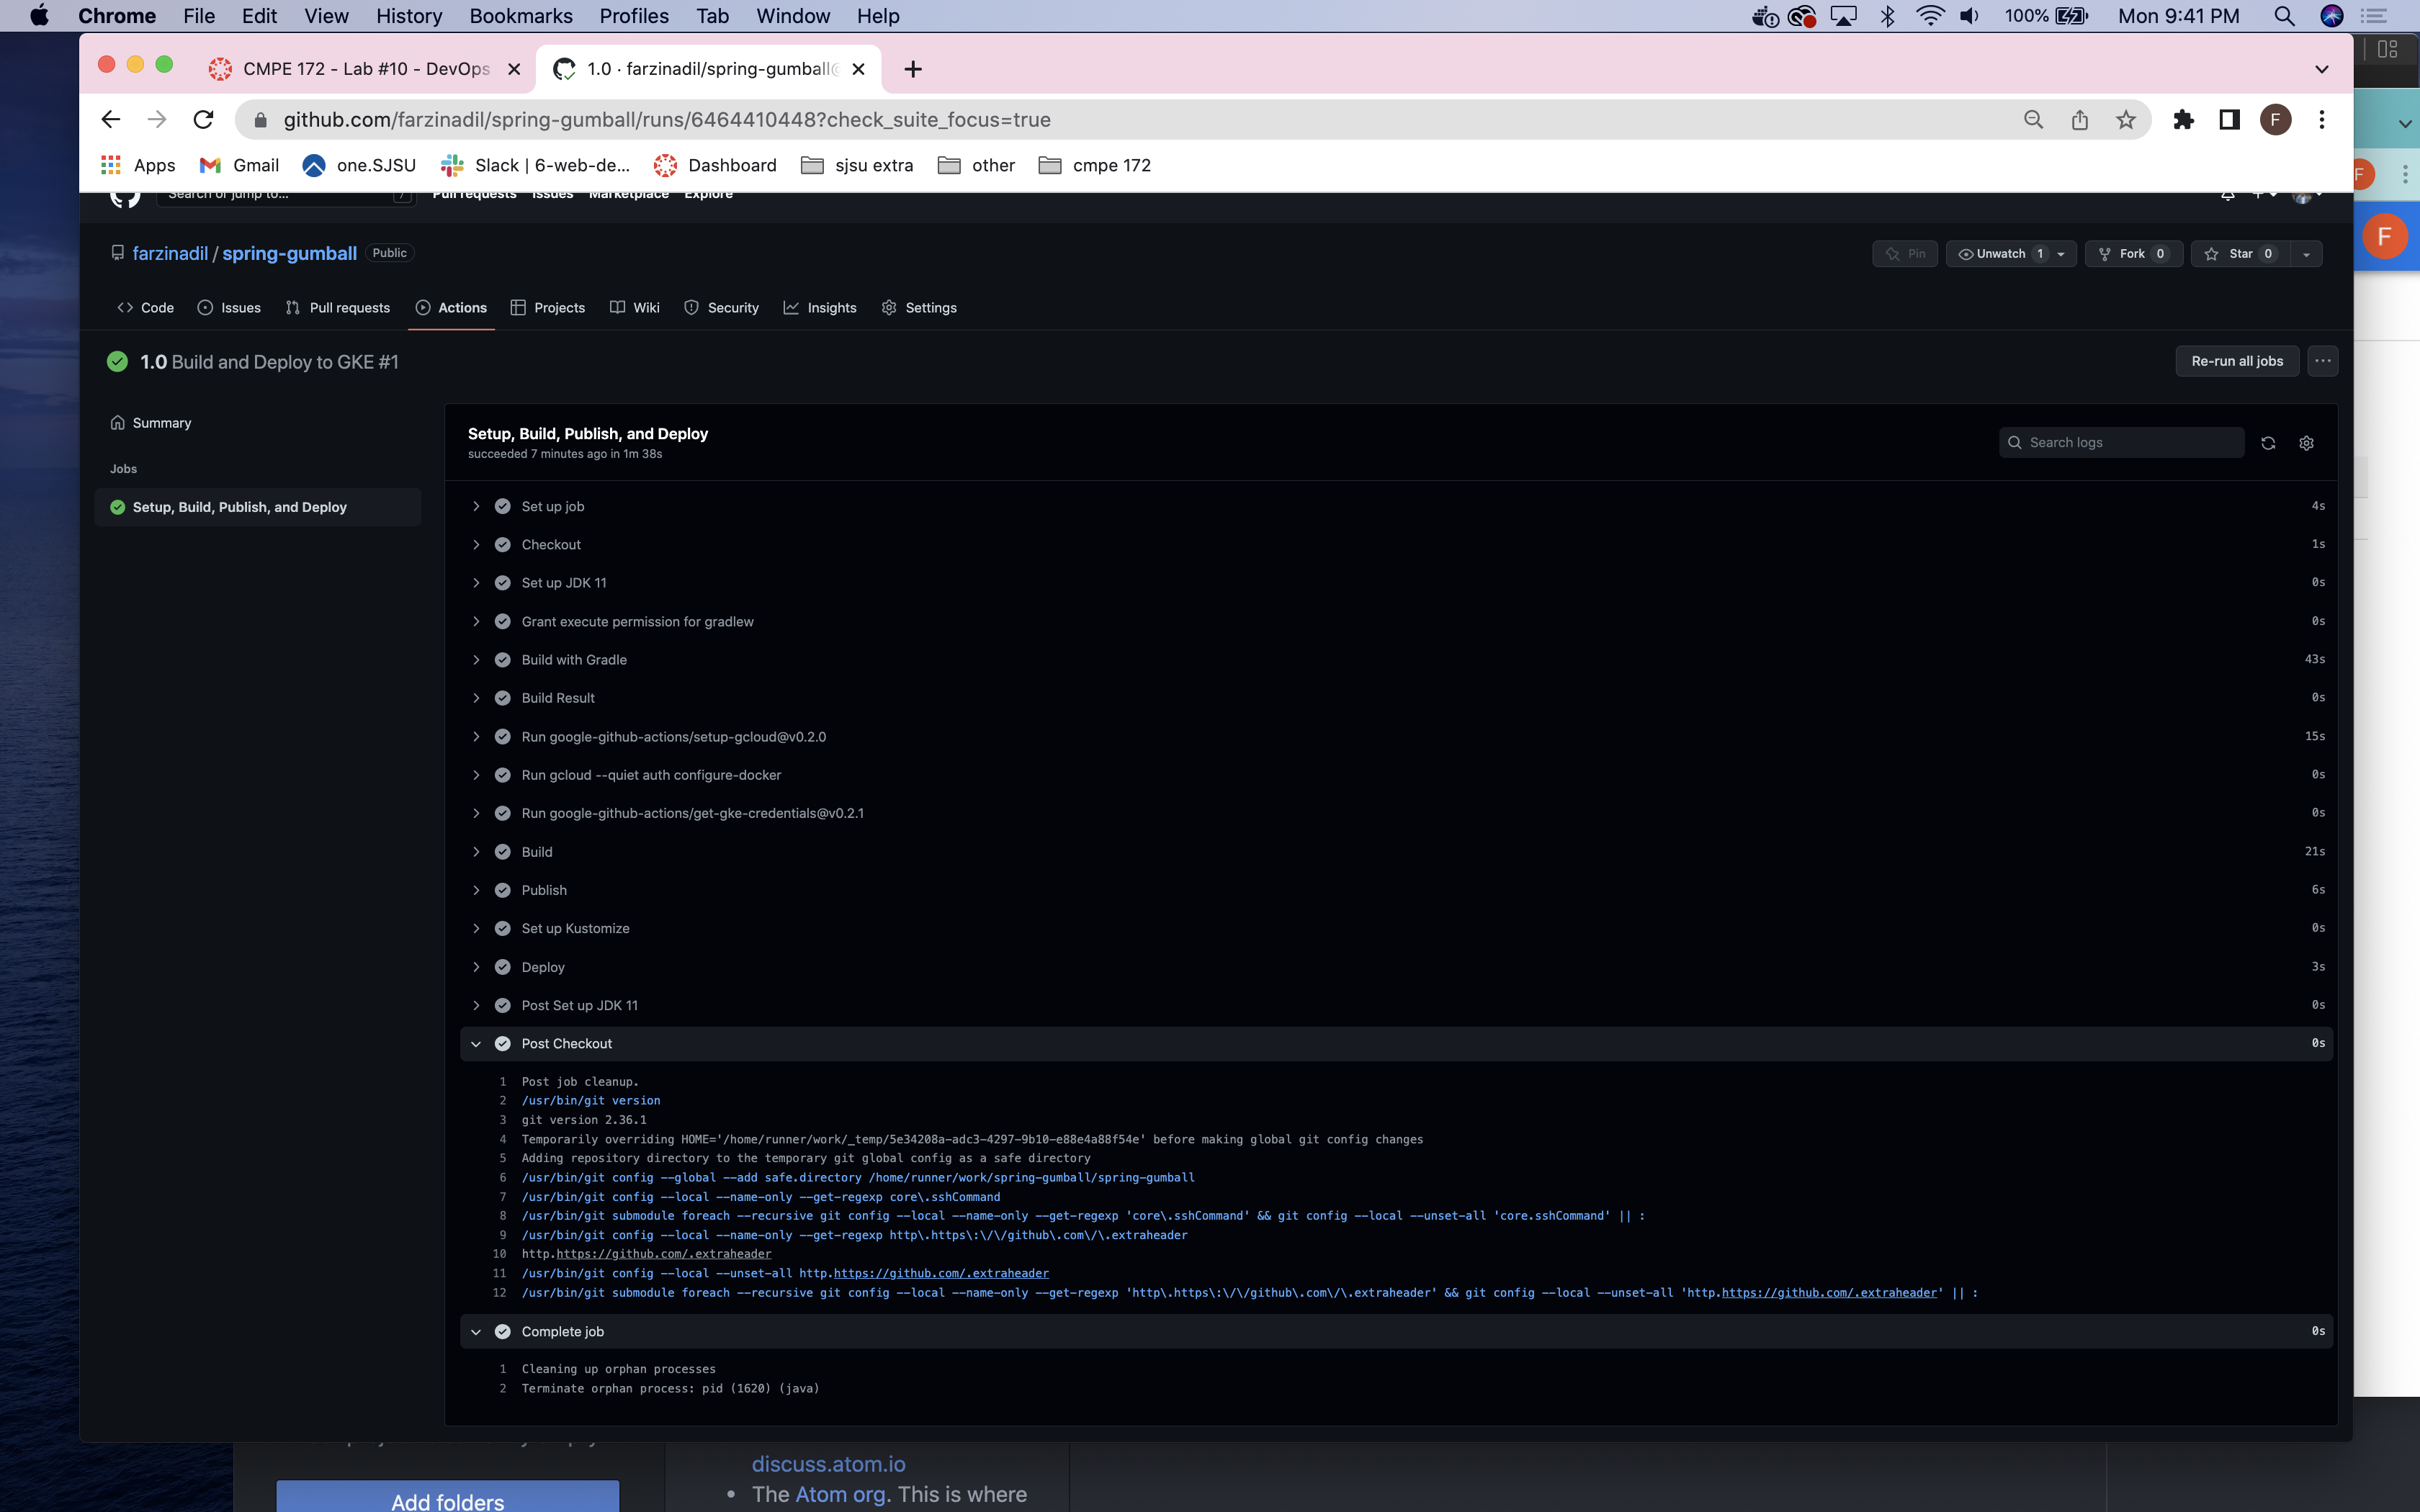 Chrome File Edit View History Bookmarks Profiles Tab Window Help 100% Mon 9:41 PM
CMPE 172 - Lab #10 - DevOps 1.0 · farzinadil/spring-gumball@
github.com/farzinadil/spring-gumball/runs/6464410448?check_suite_focus=true F
Apps Gmail one.SJSU Slack | 6-web-de... Dashboard sjsu extra other cmpe 172
Search or jump to... / Pull requests Issues Marketplace Explore
F
F
farzinadil / spring-gumball Public Pin Unwatch 1 Fork 0 Star 0
Code Issues Pull requests Actions Projects Wiki Security Insights Settings
1.0 Build and Deploy to GKE #1 Re-run all jobs ...
Summary
Jobs
Setup, Build, Publish, and Deploy
Setup, Build, Publish, and Deploy
succeeded 7 minutes ago in 1m 38s
Search logs
Set up job 4s
Checkout 1s
Set up JDK 11 0s
Grant execute permission for gradlew 0s
Build with Gradle 43s
Build Result 0s
Run google-github-actions/setup-gcloud@v0.2.0 15s
Run gcloud --quiet auth configure-docker 0s
Run google-github-actions/get-gke-credentials@v0.2.1 0s
Build 21s
Publish 6s
Set up Kustomize 0s
Deploy 3s
Post Set up JDK 11 0s
Post Checkout 0s
1 Post job cleanup.
2 /usr/bin/git version
3 git version 2.36.1
4 Temporarily overriding HOME='/home/runner/work/_temp/5e34208a-adc3-4297-9b10-e88e4a88f54e' before making global git config changes
5 Adding repository directory to the temporary git global config as a safe directory
6 /usr/bin/git config --global --add safe.directory /home/runner/work/spring-gumball/spring-gumball
7 /usr/bin/git config --local --name-only --get-regexp core\.sshCommand
8 /usr/bin/git submodule foreach --recursive git config --local --name-only --get-regexp 'core\.sshCommand' && git config --local --unset-all 'core.sshCommand' || :
9 /usr/bin/git config --local --name-only --get-regexp http\.https\:\/\/github\.com\/\.extraheader
10 http.https://github.com/.extraheader
11 /usr/bin/git config --local --unset-all http.https://github.com/.extraheader
12 /usr/bin/git submodule foreach --recursive git config --local --name-only --get-regexp 'http\.https\:\/\/github\.com\/\.extraheader' && git config --local --unset-all 'http.https://github.com/.extraheader' || :
Complete job 0s
1 Cleaning up orphan processes
2 Terminate orphan process: pid (1620) (java)
discuss.atom.io
• The Atom org. This is where
Add folders